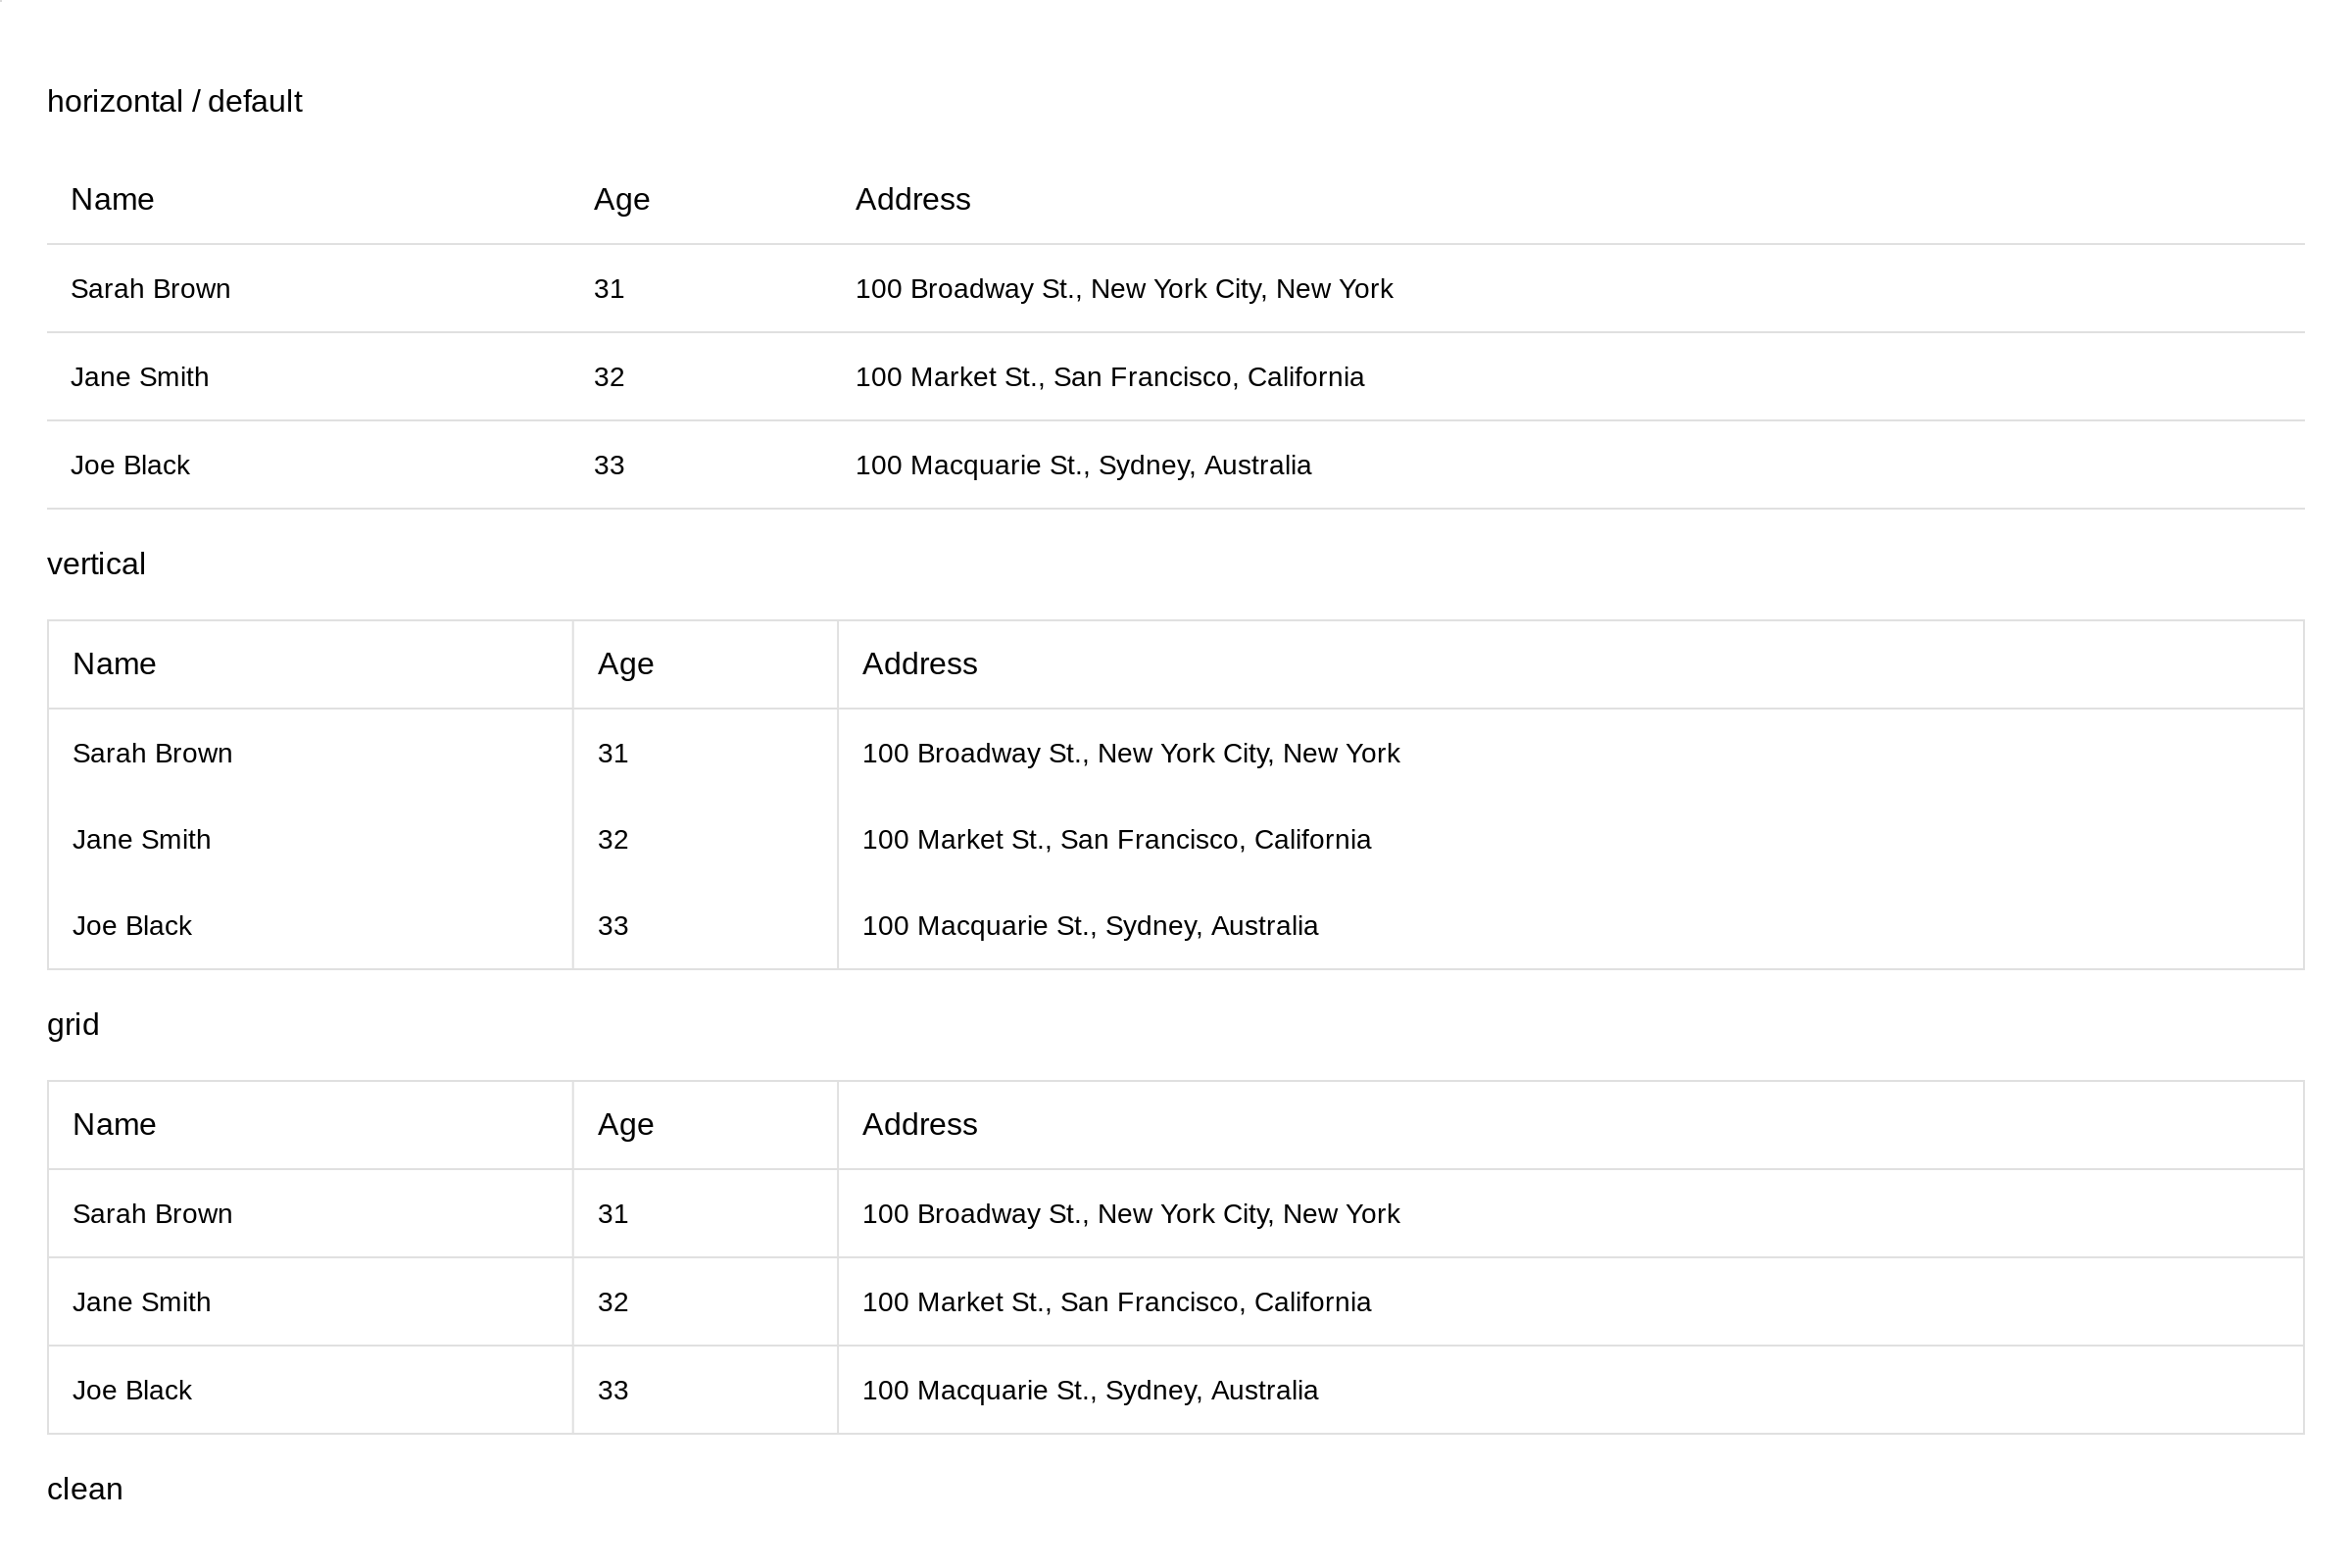 horizontal / default
Name Age Address
Sarah Brown 31 100 Broadway St., New York City, New York
Jane Smith 32 100 Market St., San Francisco, California
Joe Black 33 100 Macquarie St., Sydney, Australia
vertical
Name Age Address
Sarah Brown 31 100 Broadway St., New York City, New York
Jane Smith 32 100 Market St., San Francisco, California
Joe Black 33 100 Macquarie St., Sydney, Australia
grid
Name Age Address
Sarah Brown 31 100 Broadway St., New York City, New York
Jane Smith 32 100 Market St., San Francisco, California
Joe Black 33 100 Macquarie St., Sydney, Australia
clean